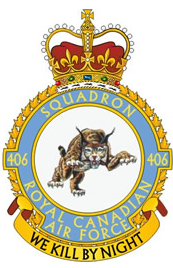 SQUADRON
406
406
ROYAL CANADIAN
AIR FORCE
WE KILL BY NIGHT